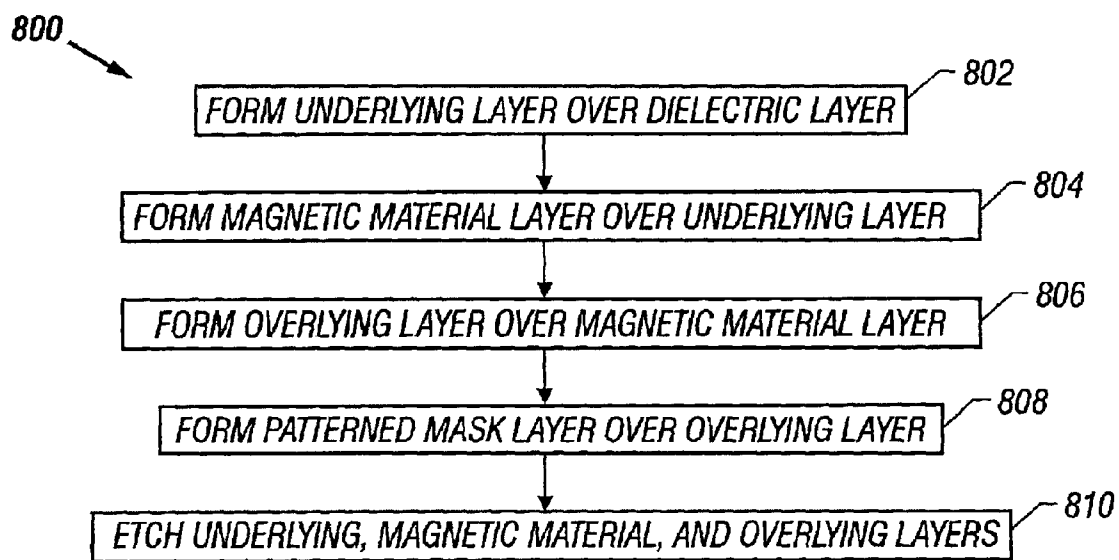 800
802
FORM UNDERLYING LAYER OVER DIELECTRIC LAYER
804
FORM MAGNETIC MATERIAL LAYER OVER UNDERLYING LAYER
806
FORM OVERLYING LAYER OVER MAGNETIC MATERIAL LAYER
808
FORM PATTERNED MASK LAYER OVER OVERLYING LAYER
810
ETCH UNDERLYING, MAGNETIC MATERIAL, AND OVERLYING LAYERS